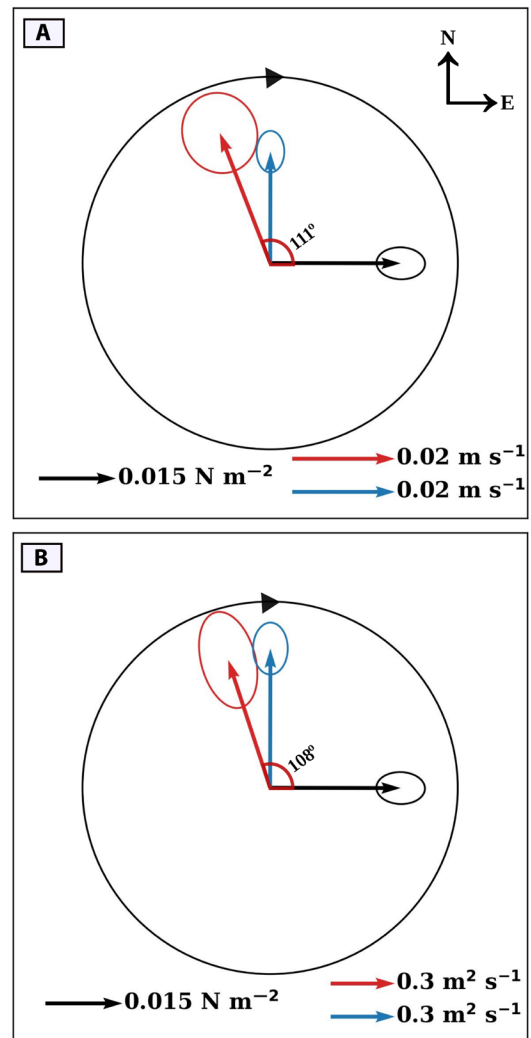 A
N
E
111°
0.015 N m⁻²
0.02 m s⁻¹
0.02 m s⁻¹
B
108°
0.015 N m⁻²
0.3 m² s⁻¹
0.3 m² s⁻¹